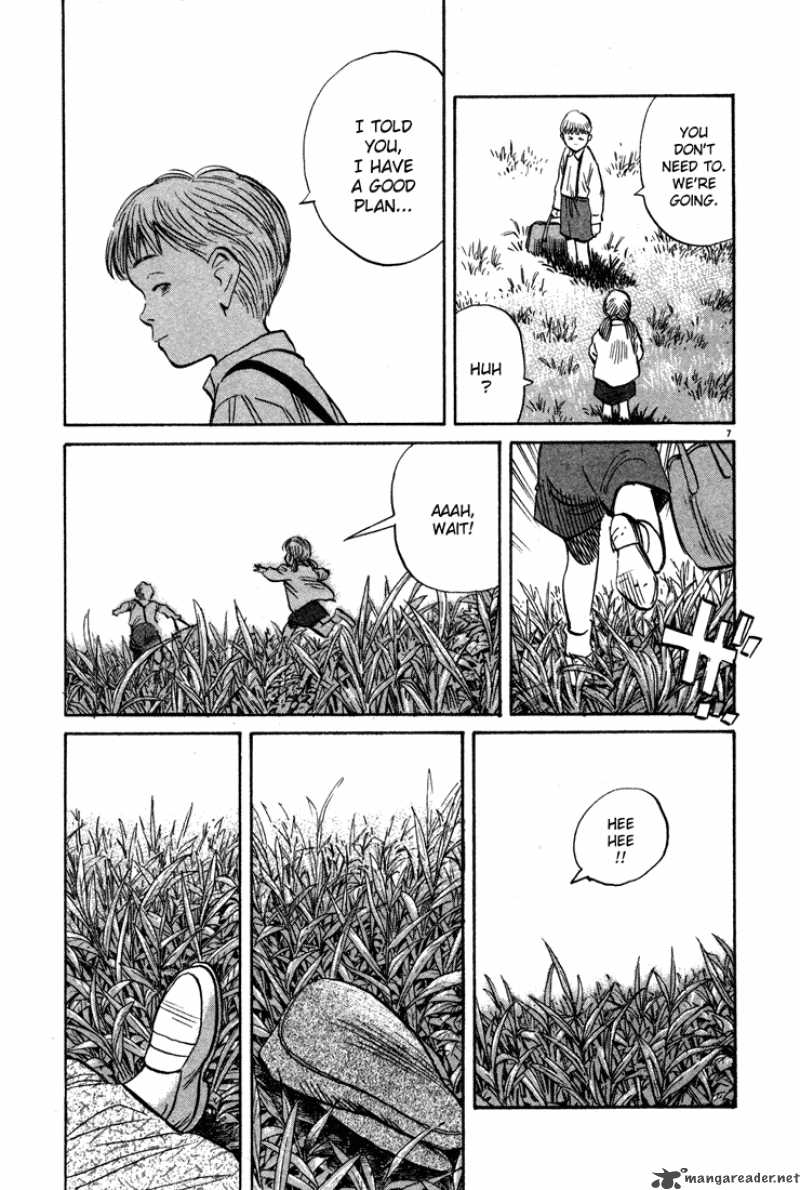 YOU
DON'T
NEED TO.
WE'RE
GOING.
HUH
?
I TOLD
YOU,
I HAVE
A GOOD
PLAN...
7
サ
AAAH,
WAIT!
HEE
HEE
!!
mangareader.net